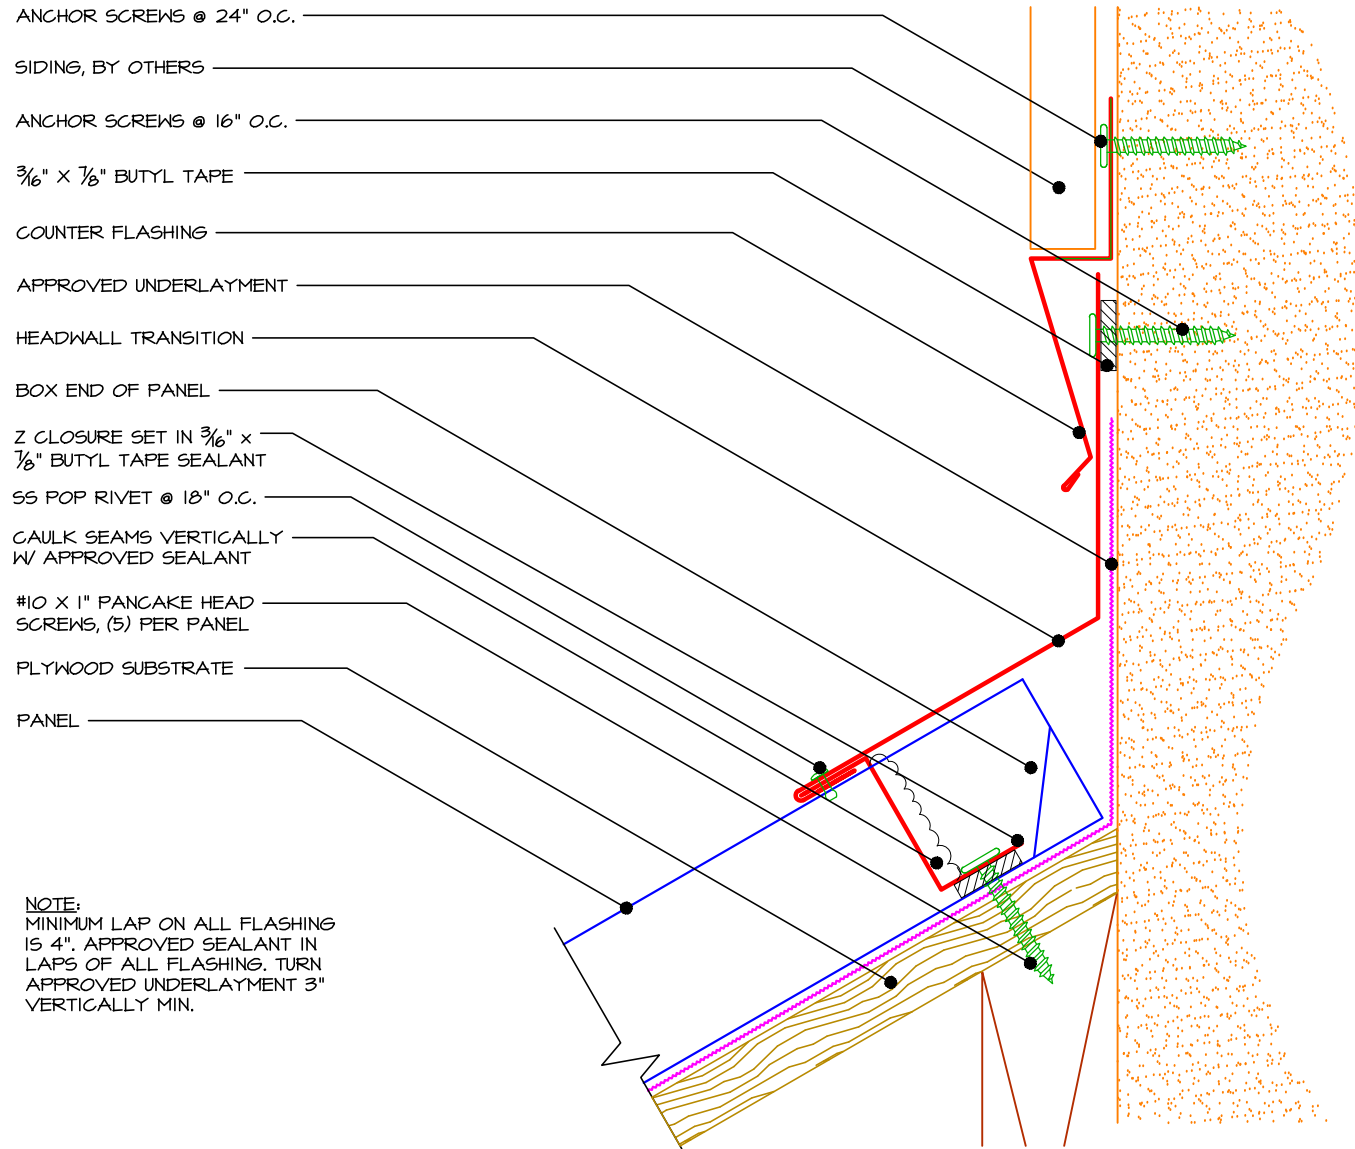 ANCHOR SCREWS @ 24" O.C.
SIDING, BY OTHERS
ANCHOR SCREWS @ 16" O.C.
3/16" X 7/8" BUTYL TAPE
COUNTER FLASHING
APPROVED UNDERLAYMENT
HEADWALL TRANSITION
BOX END OF PANEL
Z CLOSURE SET IN 3/16" x
7/8" BUTYL TAPE SEALANT
SS POP RIVET @ 18" O.C.
CAULK SEAMS VERTICALLY
W/ APPROVED SEALANT
#10 X 1" PANCAKE HEAD
SCREWS, (5) PER PANEL
PLYWOOD SUBSTRATE
PANEL
NOTE:
MINIMUM LAP ON ALL FLASHING
IS 4". APPROVED SEALANT IN
LAPS OF ALL FLASHING. TURN
APPROVED UNDERLAYMENT 3"
VERTICALLY MIN.